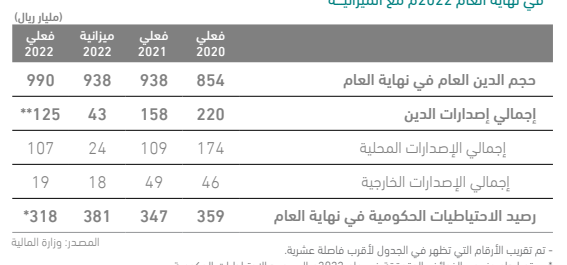 في نهاية العام 2022م مع الميزانيــة
(مليار ريال)
فعلي 2020 فعلي 2021 ميزانية 2022 فعلي 2022
حجم الدين العام في نهاية العام 854 938 938 990
إجمالي إصدارات الدين 220 158 43 125**
إجمالي الإصدارات المحلية 174 109 24 107
إجمالي الإصدارات الخارجية 46 49 18 19
رصيد الاحتياطيات الحكومية في نهاية العام 359 347 381 318*
المصدر: وزارة المالية
- تم تقريب الأرقام التي تظهر في الجدول لأقرب فاصلة عشرية.